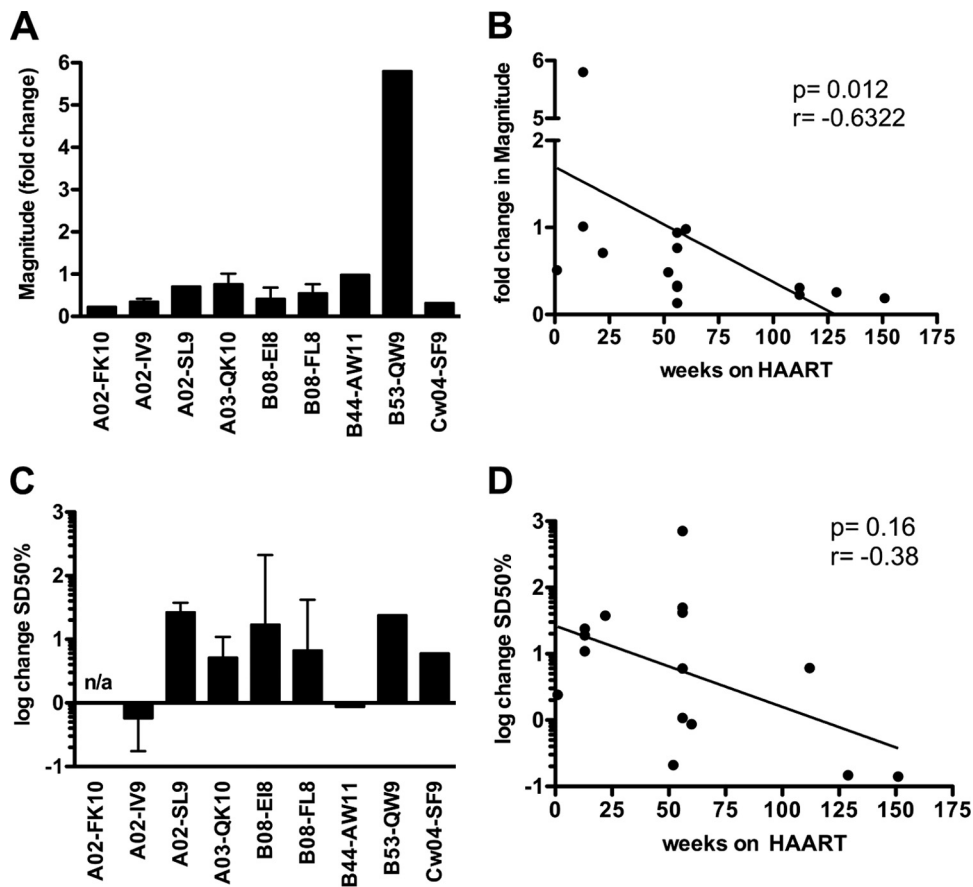 A
Magnitude (fold change)
6
5
4
3
2
1
0
A02-FK10
A02-IV9
A02-SL9
A03-QK10
B08-EI8
B08-FL8
B44-AW11
B53-QW9
Cw04-SF9
B
fold change in Magnitude
6
5
2
1
0
p= 0.012
r= -0.6322
0 25 50 75 100 125 150 175
weeks on HAART
C
log change SD50%
3
2
1
0
-1
n/a
A02-FK10
A02-IV9
A02-SL9
A03-QK10
B08-EI8
B08-FL8
B44-AW11
B53-QW9
Cw04-SF9
D
log change SD50%
3
2
1
0
-1
p= 0.16
r= -0.38
0 25 50 75 100 125 150 175
weeks on HAART